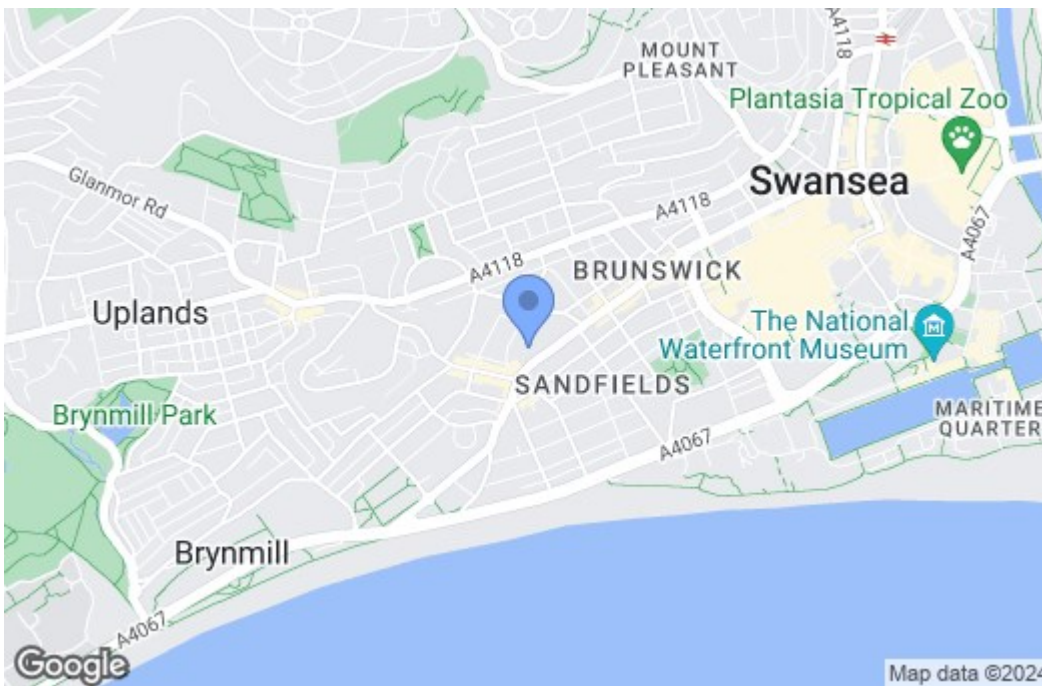 A4118
MOUNT
PLEASANT
Plantasia Tropical Zoo
Glanmor Rd
Swansea
A4118
A4067
A4118
BRUNSWICK
Uplands
The National
Waterfront Museum
SANDFIELDS
Brynmill Park
MARITIME
QUARTER
A4067
Brynmill
A4067
Google
Map data ©2024